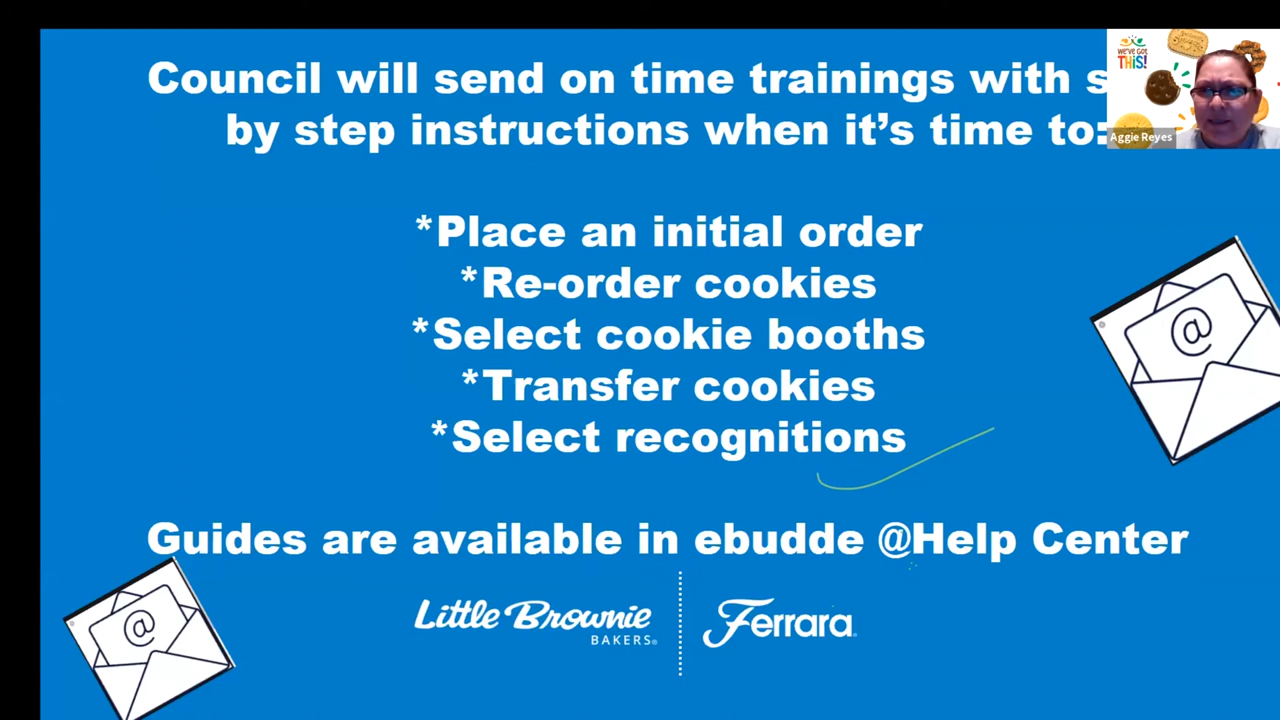 Council will send on time trainings with s
by step instructions when it's time to:
WE'VE GOT
THIS!
Aggie Reyes
*Place an initial order
*Re-order cookies
*Select cookie booths
*Transfer cookies
*Select recognitions
@
Guides are available in ebudde @Help Center
@
Little Brownie
BAKERS®
Ferrara®